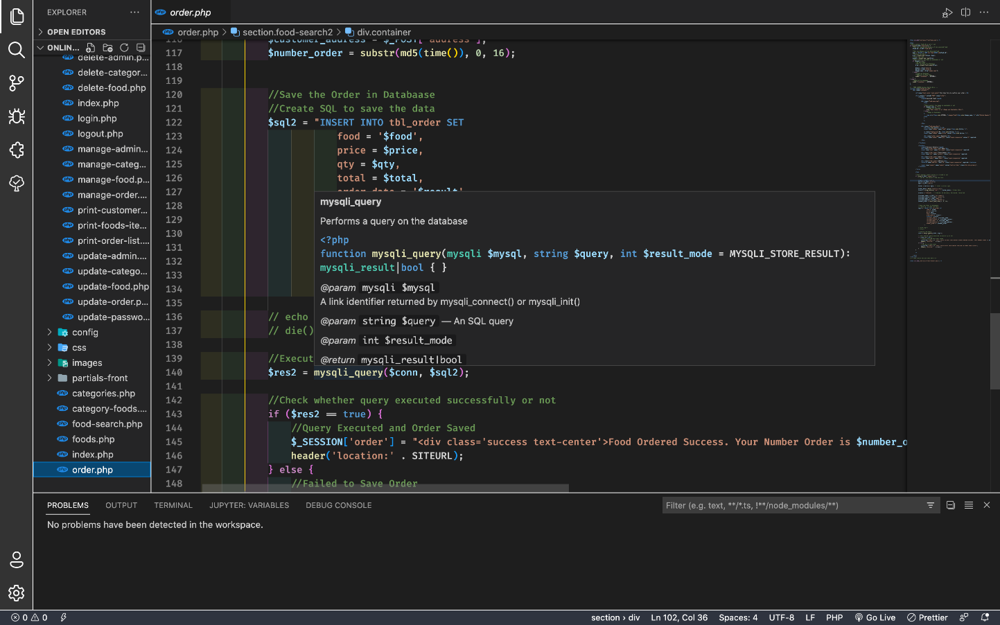 EXPLORER
order.php
OPEN EDITORS
order.php > section.food-search2 > div.container
ONLIN...
delete-admin.p...
delete-categor...
delete-food.php
index.php
login.php
logout.php
manage-admin...
manage-categ...
manage-food.p...
manage-order....
print-customer...
print-foods-ite...
print-order-list....
update-admin....
update-catego...
update-food.php
update-order.p...
update-passwo...
config
css
images
partials-front
categories.php
category-foods....
food-search.php
foods.php
index.php
order.php
116 $customer_address = $_POST['address'];
117 $number_order = substr(md5(time()), 0, 16);
118
119
120 //Save the Order in Databaase
121 //Create SQL to save the data
122 $sql2 = "INSERT INTO tbl_order SET
123 food = '$food',
124 price = $price,
125 qty = $qty,
126 total = $total,
127 order_date = '$result'
128
129
130
131
132
133
134
135
136 // echo
137 // die()
138
139 //Execut
140 $res2 = mysqli_query($conn, $sql2);
141
142 //Check whether query executed successfully or not
143 if ($res2 == true) {
144 //Query Executed and Order Saved
145 $_SESSION['order'] = "<div class='success text-center'>Food Ordered Success. Your Number Order is $number_o
146 header('location:' . SITEURL);
147 } else {
148 //Failed to Save Order
mysqli_query
Performs a query on the database
<?php
function mysqli_query(mysqli $mysql, string $query, int $result_mode = MYSQLI_STORE_RESULT):
mysqli_result|bool { }
@param mysqli $mysql
A link identifier returned by mysqli_connect() or mysqli_init()
@param string $query — An SQL query
@param int $result_mode
@return mysqli_result|bool
PROBLEMS OUTPUT TERMINAL JUPYTER: VARIABLES DEBUG CONSOLE
Filter (e.g. text, **/*.ts, !**/node_modules/**)
No problems have been detected in the workspace.
0 0
section > div Ln 102, Col 36 Spaces: 4 UTF-8 LF PHP Go Live Prettier